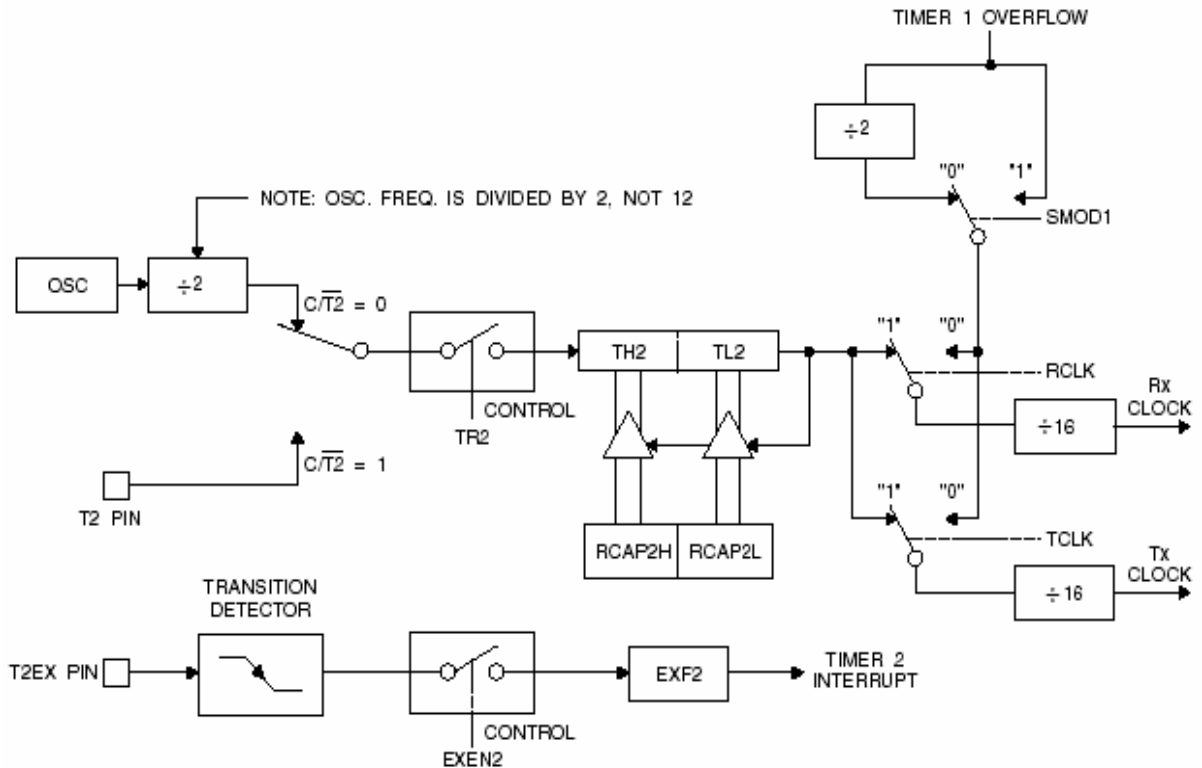 TIMER 1 OVERFLOW
÷2
"0" "1"
NOTE: OSC. FREQ. IS DIVIDED BY 2, NOT 12
SMOD1
OSC
÷2
C/T̅2̅ = 0
TH2
TL2
"1" "0"
RCLK
CONTROL
TR2
÷16
Rx
CLOCK
C/T̅2̅ = 1
T2 PIN
"1" "0"
RCAP2H
RCAP2L
TCLK
÷16
Tx
CLOCK
TRANSITION
DETECTOR
T2EX PIN
EXF2
TIMER 2
INTERRUPT
CONTROL
EXEN2